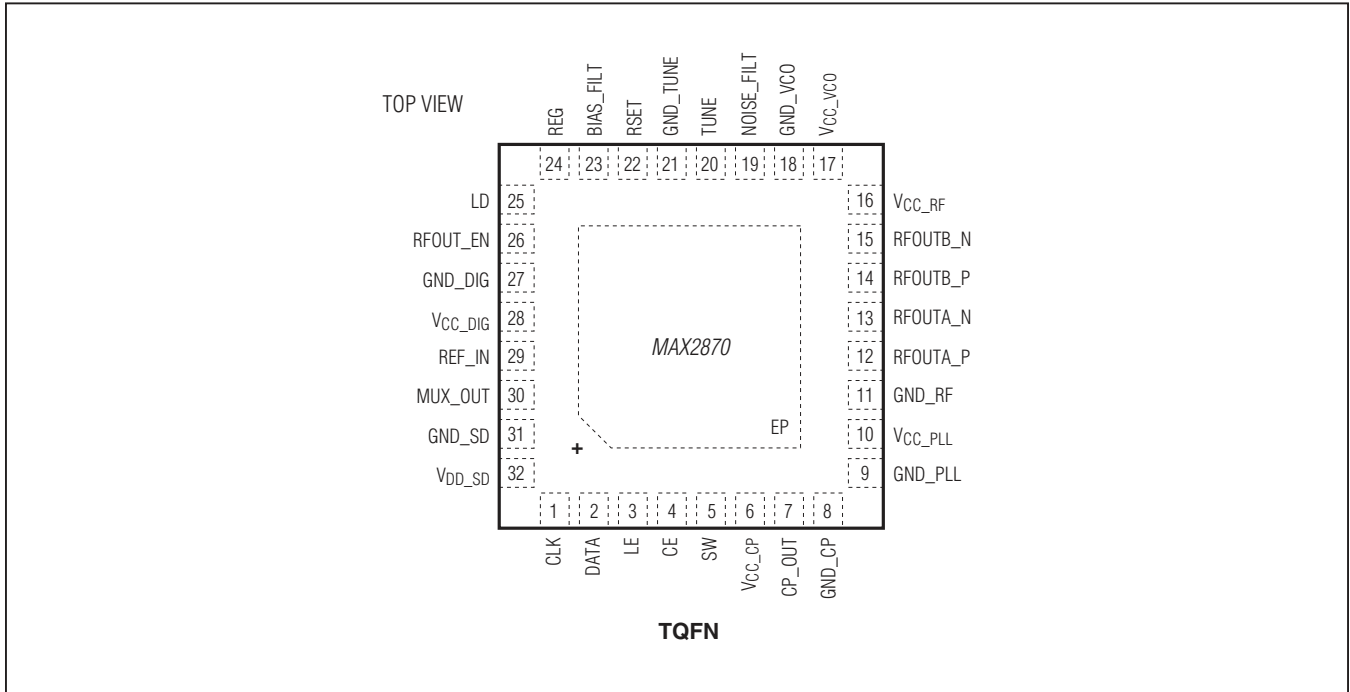 TOP VIEW
REG
BIAS_FILT
RSET
GND_TUNE
TUNE
NOISE_FILT
GND_VCO
VCC_VCO
24 23 22 21 20 19 18 17
LD 25
RFOUT_EN 26
GND_DIG 27
VCC_DIG 28
REF_IN 29
MUX_OUT 30
GND_SD 31
VDD_SD 32
16 VCC_RF
15 RFOUTB_N
14 RFOUTB_P
13 RFOUTA_N
12 RFOUTA_P
11 GND_RF
10 VCC_PLL
9 GND_PLL
MAX2870
EP
+
1 2 3 4 5 6 7 8
CLK
DATA
LE
CE
SW
VCC_CP
CP_OUT
GND_CP
TQFN